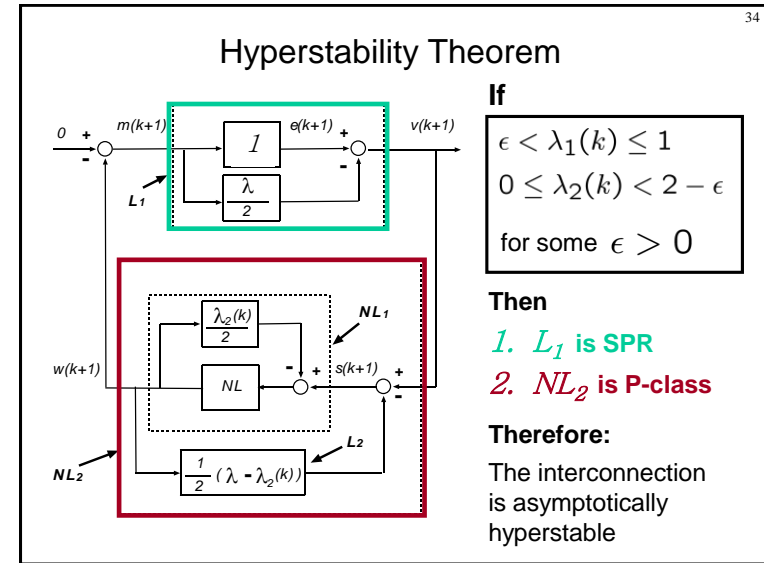 34
Hyperstability Theorem
0 + - m(k+1) 1 e(k+1) + - v(k+1)
L1
λ/2
λ2(k)/2
NL1
w(k+1) NL - + s(k+1) + -
L2
NL2
1/2 (λ - λ2(k))
If
ϵ < λ1(k) ≤ 1
0 ≤ λ2(k) < 2 − ϵ
for some ϵ > 0
Then
1. L1 is SPR
2. NL2 is P-class
Therefore:
The interconnection
is asymptotically
hyperstable